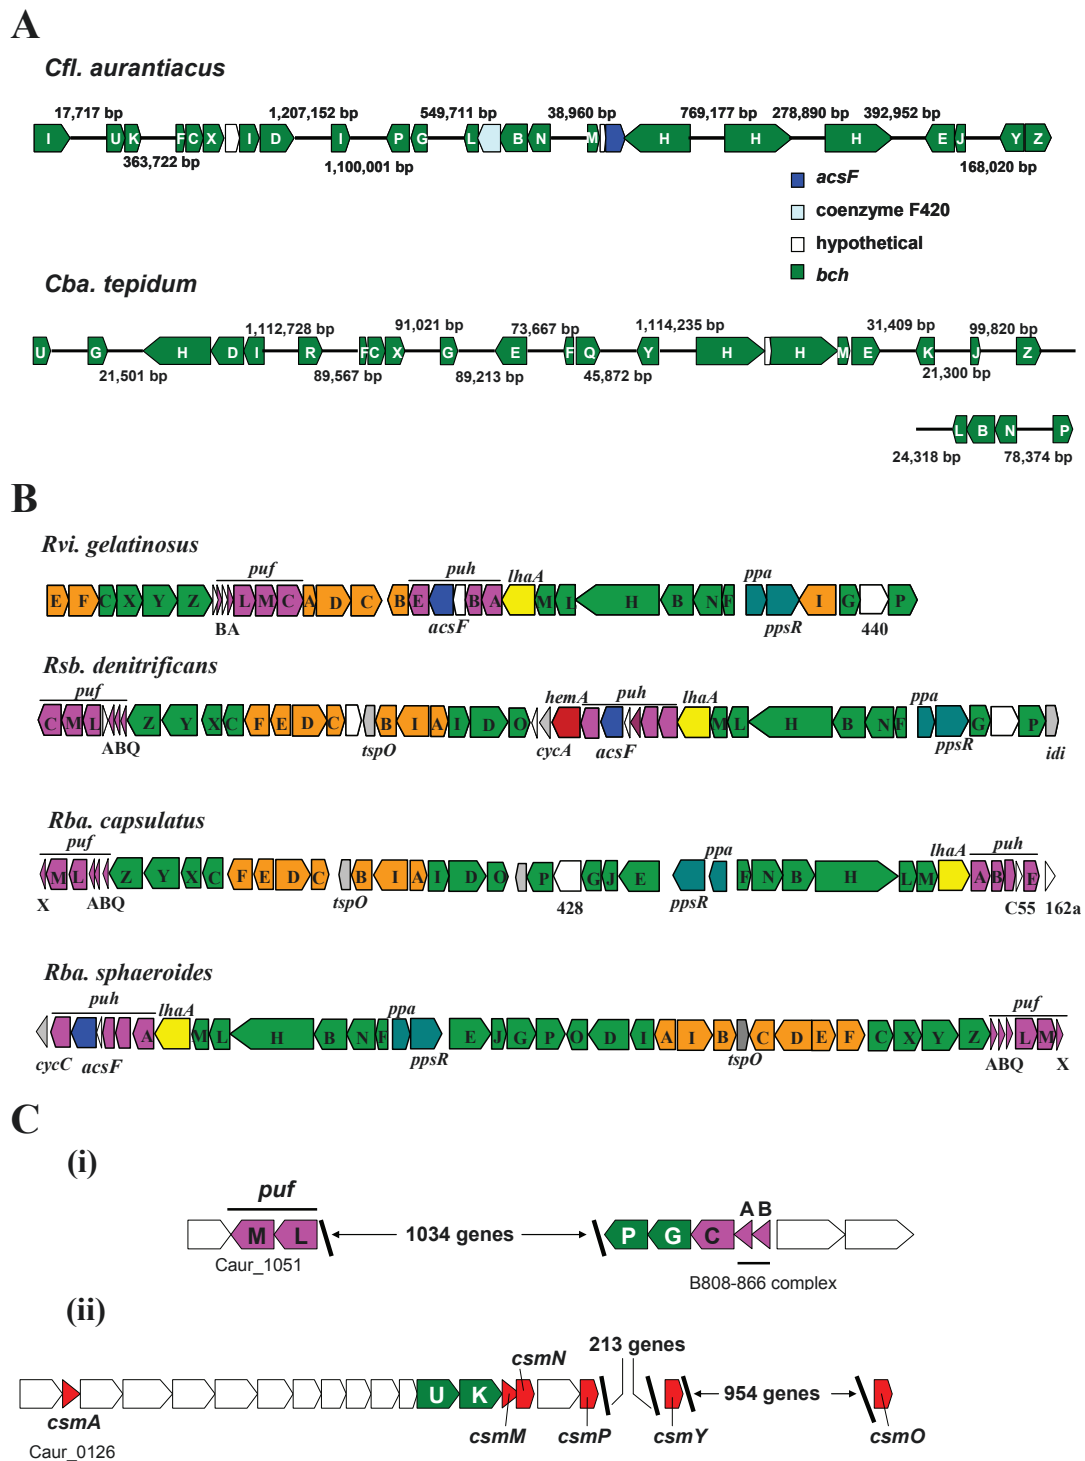 A
Cfl. aurantiacus
17,717 bp 1,207,152 bp 549,711 bp 38,960 bp 769,177 bp 278,890 bp 392,952 bp
I U K F C X I D I P G L B N M H H H E J Y Z
363,722 bp 1,100,001 bp 168,020 bp
acsF
coenzyme F420
hypothetical
bch
Cba. tepidum
1,112,728 bp 91,021 bp 73,667 bp 1,114,235 bp 31,409 bp 99,820 bp
U G H D I R F C X G E F Q Y H H M E K J Z
21,501 bp 89,567 bp 89,213 bp 45,872 bp 21,300 bp
L B N P
24,318 bp 78,374 bp
B
Rvi. gelatinosus
puf puh lhaA ppa
E F C X Y Z L M C A D C B E B A M L H B N F I G P
BA acsF ppsR 440
Rsb. denitrificans
puf hemA puh lhaA ppa
C M L Z Y X C F E D C B I A I D O M L H B N F G P
ABQ tspO cycA acsF ppsR idi
Rba. capsulatus
puf ppa lhaA puh
M L Z Y X C F E D C B I A I D O P G J E F N B H L M A B E
X ABQ tspO 428 ppsR C55 162a
Rba. sphaeroides
puh lhaA ppa puf
A M L H B N F E J G P O D I A I B C D E F C X Y Z L M
cycC acsF ppsR tspO ABQ X
C
(i)
puf A B
M L 1034 genes P G C
Caur_1051 B808-866 complex
(ii)
csmN 213 genes
U K 954 genes
csmA csmM csmP csmY csmO
Caur_0126